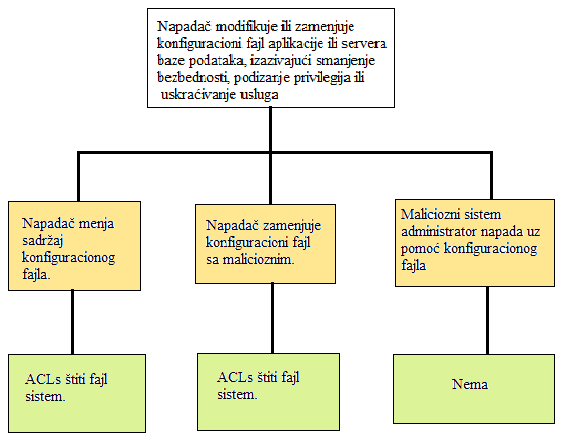 Napadač modifikuje ili zamenjuje
konfiguracioni fajl aplikacije ili servera
baze podataka, izazivajući smanjenje
bezbednosti, podizanje privilegija ili
uskraćivanje usluga
Napadač menja
sadržaj
konfiguracionog
fajla.
Napadač zamenjuje
konfiguracioni fajl
sa malicioznim.
Maliciozni sistem
administrator napada uz
pomoć konfiguracionog
fajla
ACLs štiti fajl
sistem.
ACLs štiti fajl
sistem.
Nema